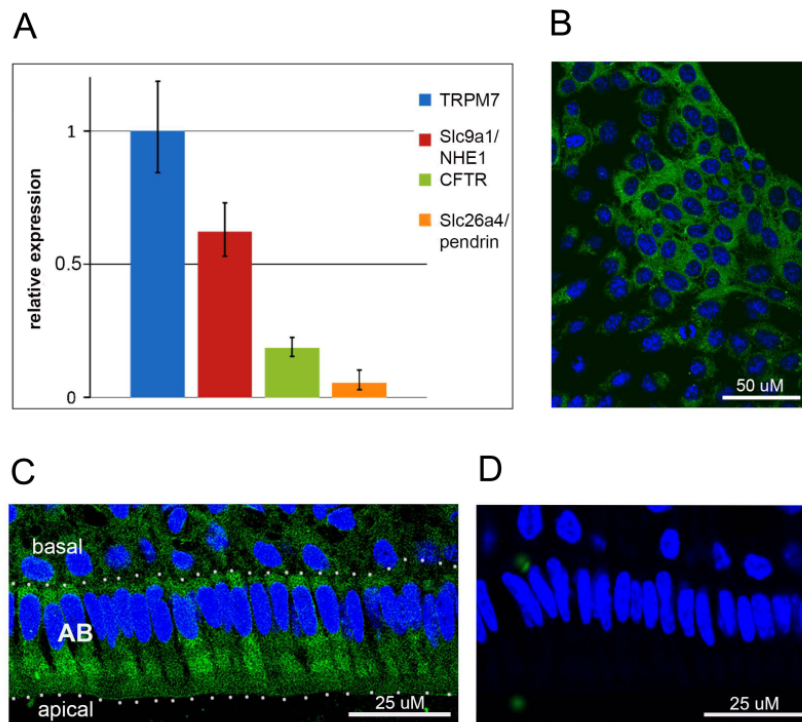 A
B
1
0.5
0
relative expression
TRPM7
Slc9a1/
NHE1
CFTR
Slc26a4/
pendrin
50 uM
C
D
basal
AB
apical
25 uM
25 uM